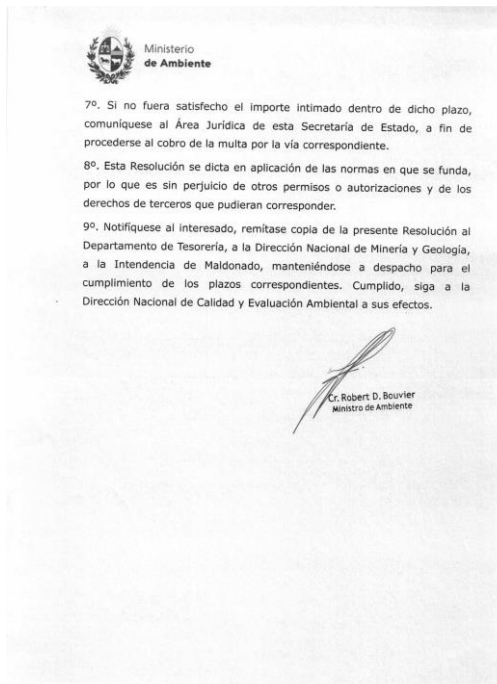 Ministerio
de Ambiente
7º. Si no fuera satisfecho el importe intimado dentro de dicho plazo,
comuníquese al Área Jurídica de esta Secretaría de Estado, a fin de
procederse al cobro de la multa por la vía correspondiente.
8º. Esta Resolución se dicta en aplicación de las normas en que se funda,
por lo que es sin perjuicio de otros permisos o autorizaciones y de los
derechos de terceros que pudieran corresponder.
9º. Notifíquese al interesado, remítase copia de la presente Resolución al
Departamento de Tesorería, a la Dirección Nacional de Minería y Geología,
a la Intendencia de Maldonado, manteniéndose a despacho para el
cumplimiento de los plazos correspondientes. Cumplido, siga a la
Dirección Nacional de Calidad y Evaluación Ambiental a sus efectos.
Cr. Robert D. Bouvier
Ministro de Ambiente